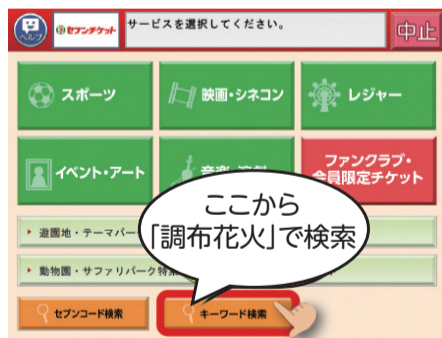 ヘルプ
セブンチケット
サービスを選択してください。
中止
スポーツ
映画・シネコン
レジャー
イベント・アート
音楽・演劇
ファンクラブ・
会員限定チケット
ここから
「調布花火」で検索
遊園地・テーマパー
動物園・サファリパーク特集
セブンコード検索
キーワード検索